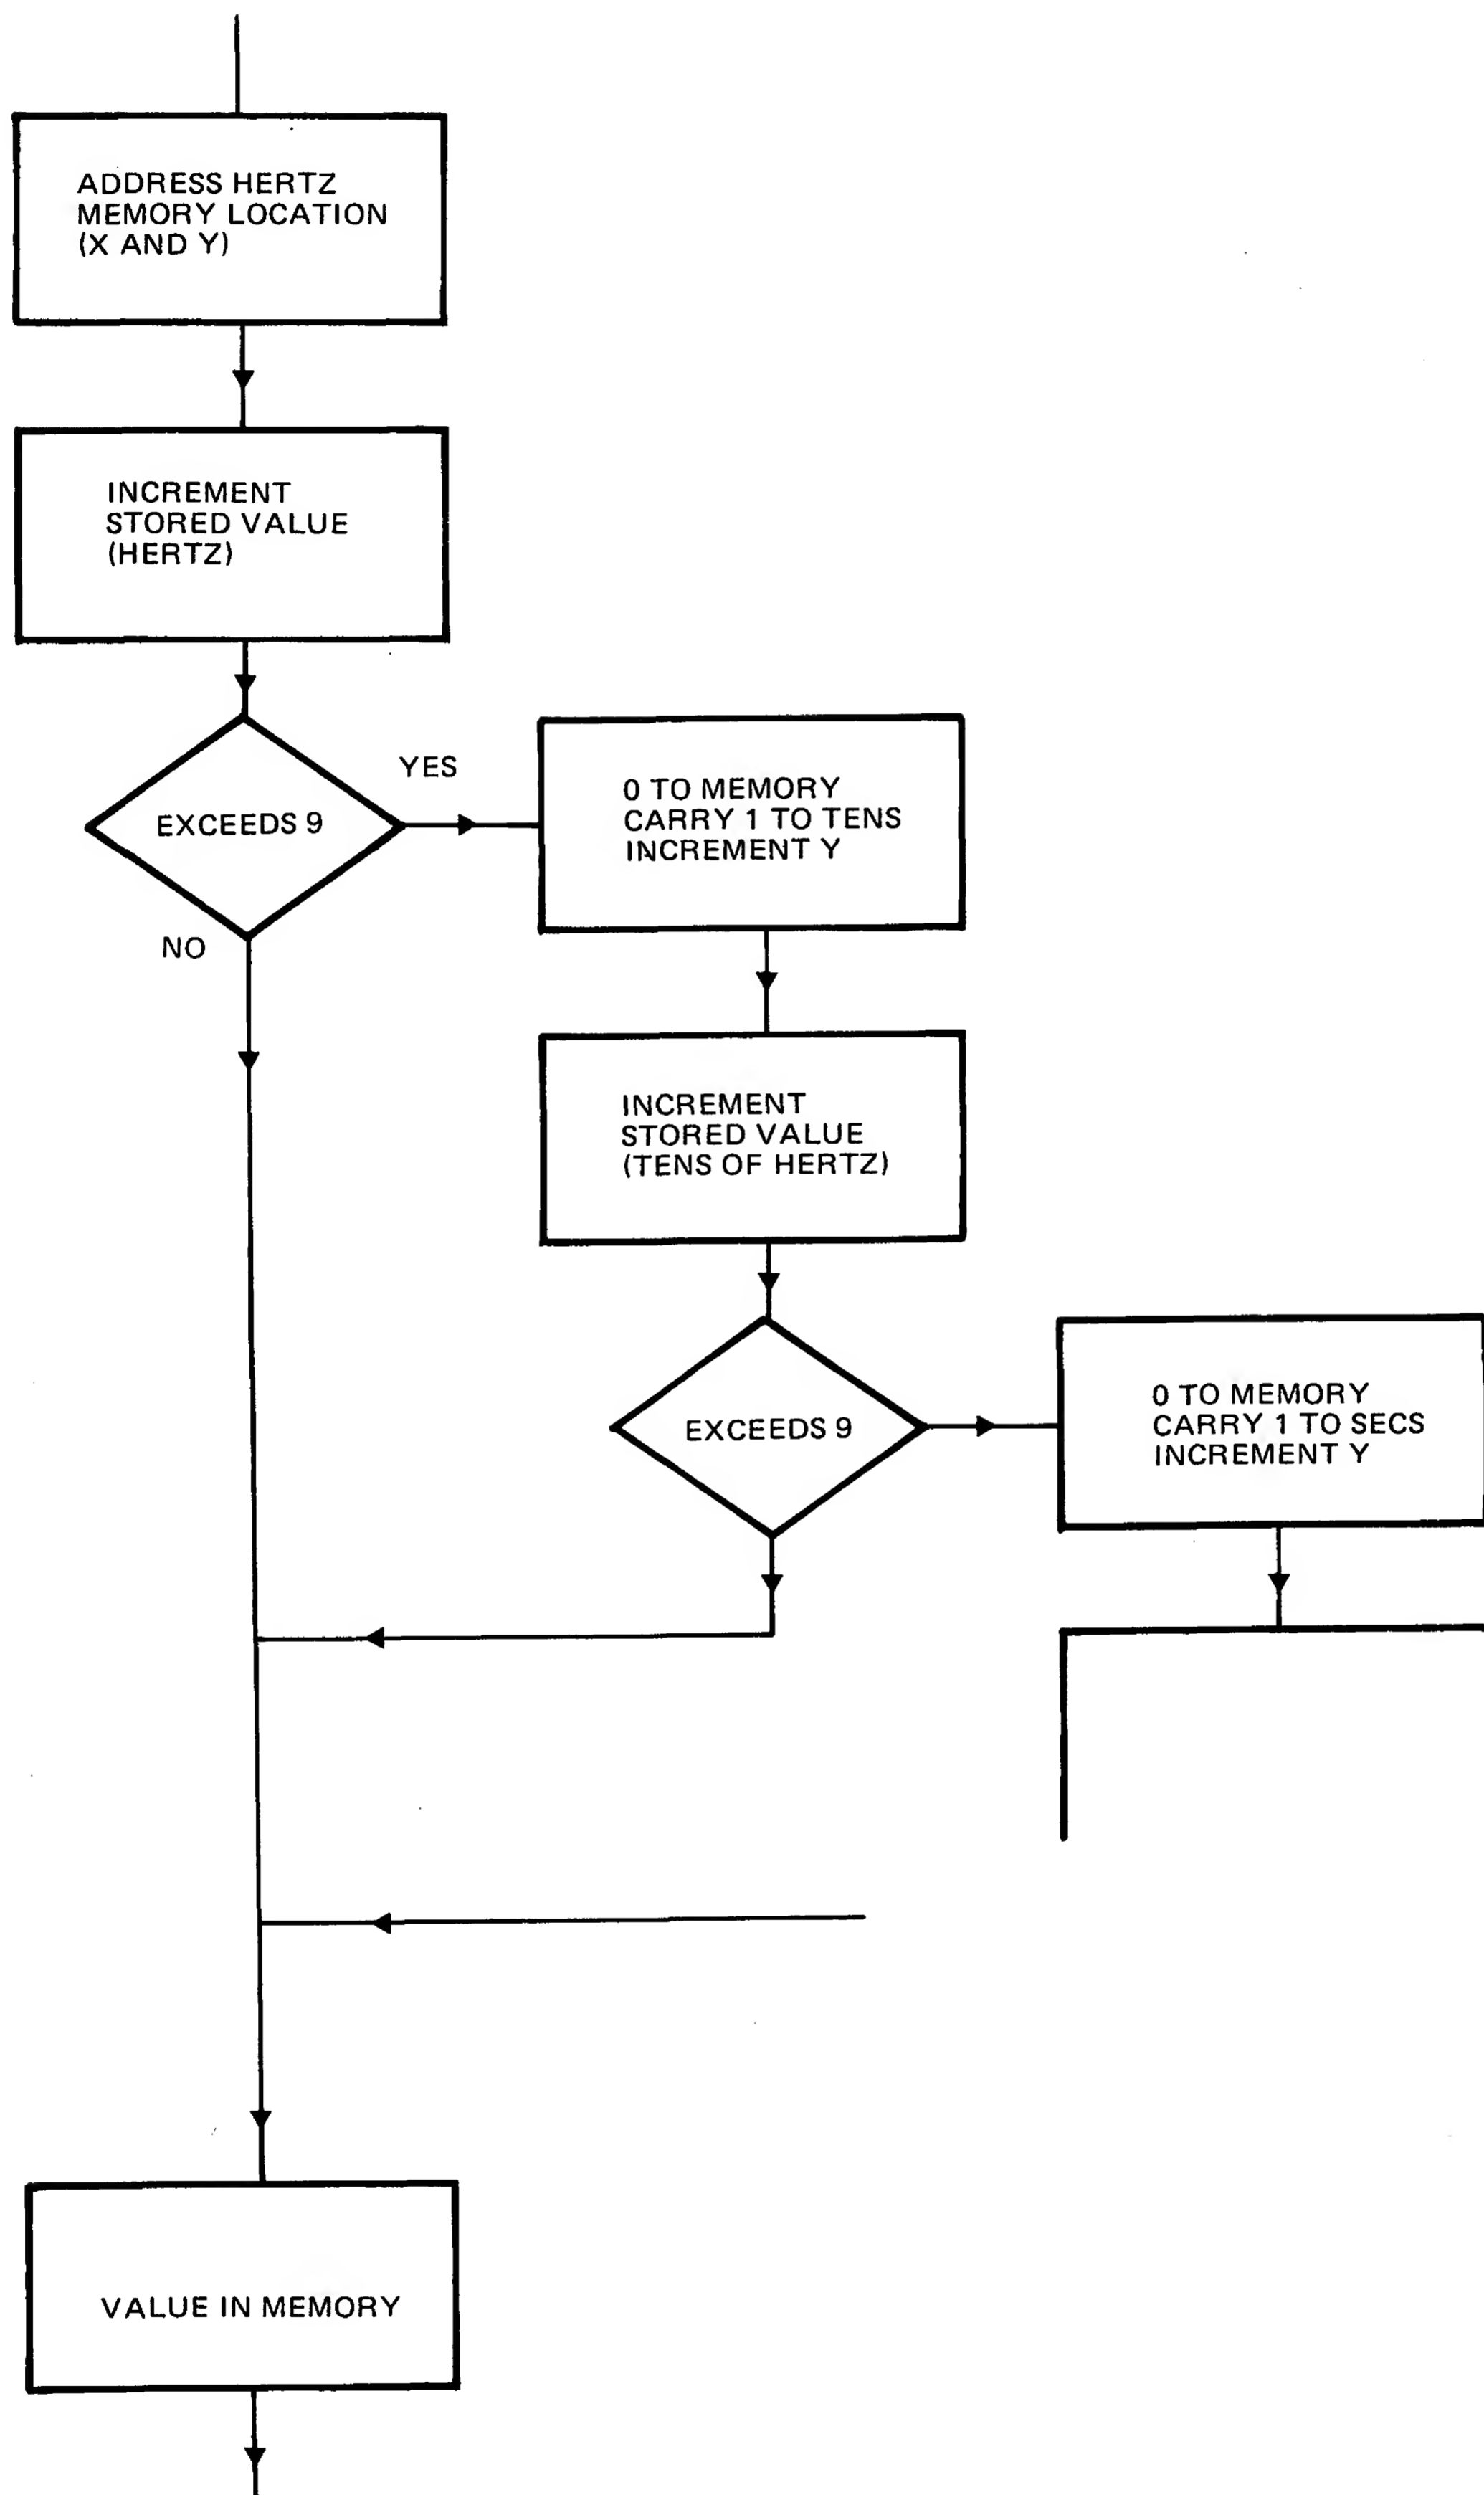 ADDRESS HERTZ
MEMORY LOCATION
(X AND Y)
INCREMENT
STORED VALUE
(HERTZ)
EXCEEDS 9
YES
NO
0 TO MEMORY
CARRY 1 TO TENS
INCREMENT Y
INCREMENT
STORED VALUE
(TENS OF HERTZ)
EXCEEDS 9
0 TO MEMORY
CARRY 1 TO SECS
INCREMENT Y
VALUE IN MEMORY